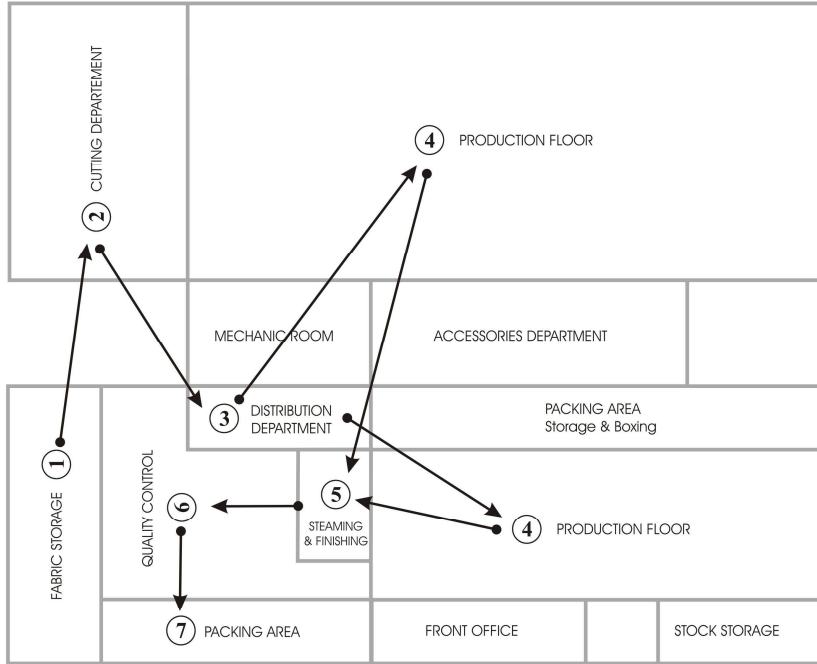 2 CUTTING DEPARTEMENT
4 PRODUCTION FLOOR
MECHANIC ROOM
ACCESSORIES DEPARTMENT
3 DISTRIBUTION
DEPARTMENT
PACKING AREA
Storage & Boxing
1 FABRIC STORAGE
QUALITY CONTROL
6
5
STEAMING
& FINISHING
4 PRODUCTION FLOOR
7 PACKING AREA
FRONT OFFICE
STOCK STORAGE